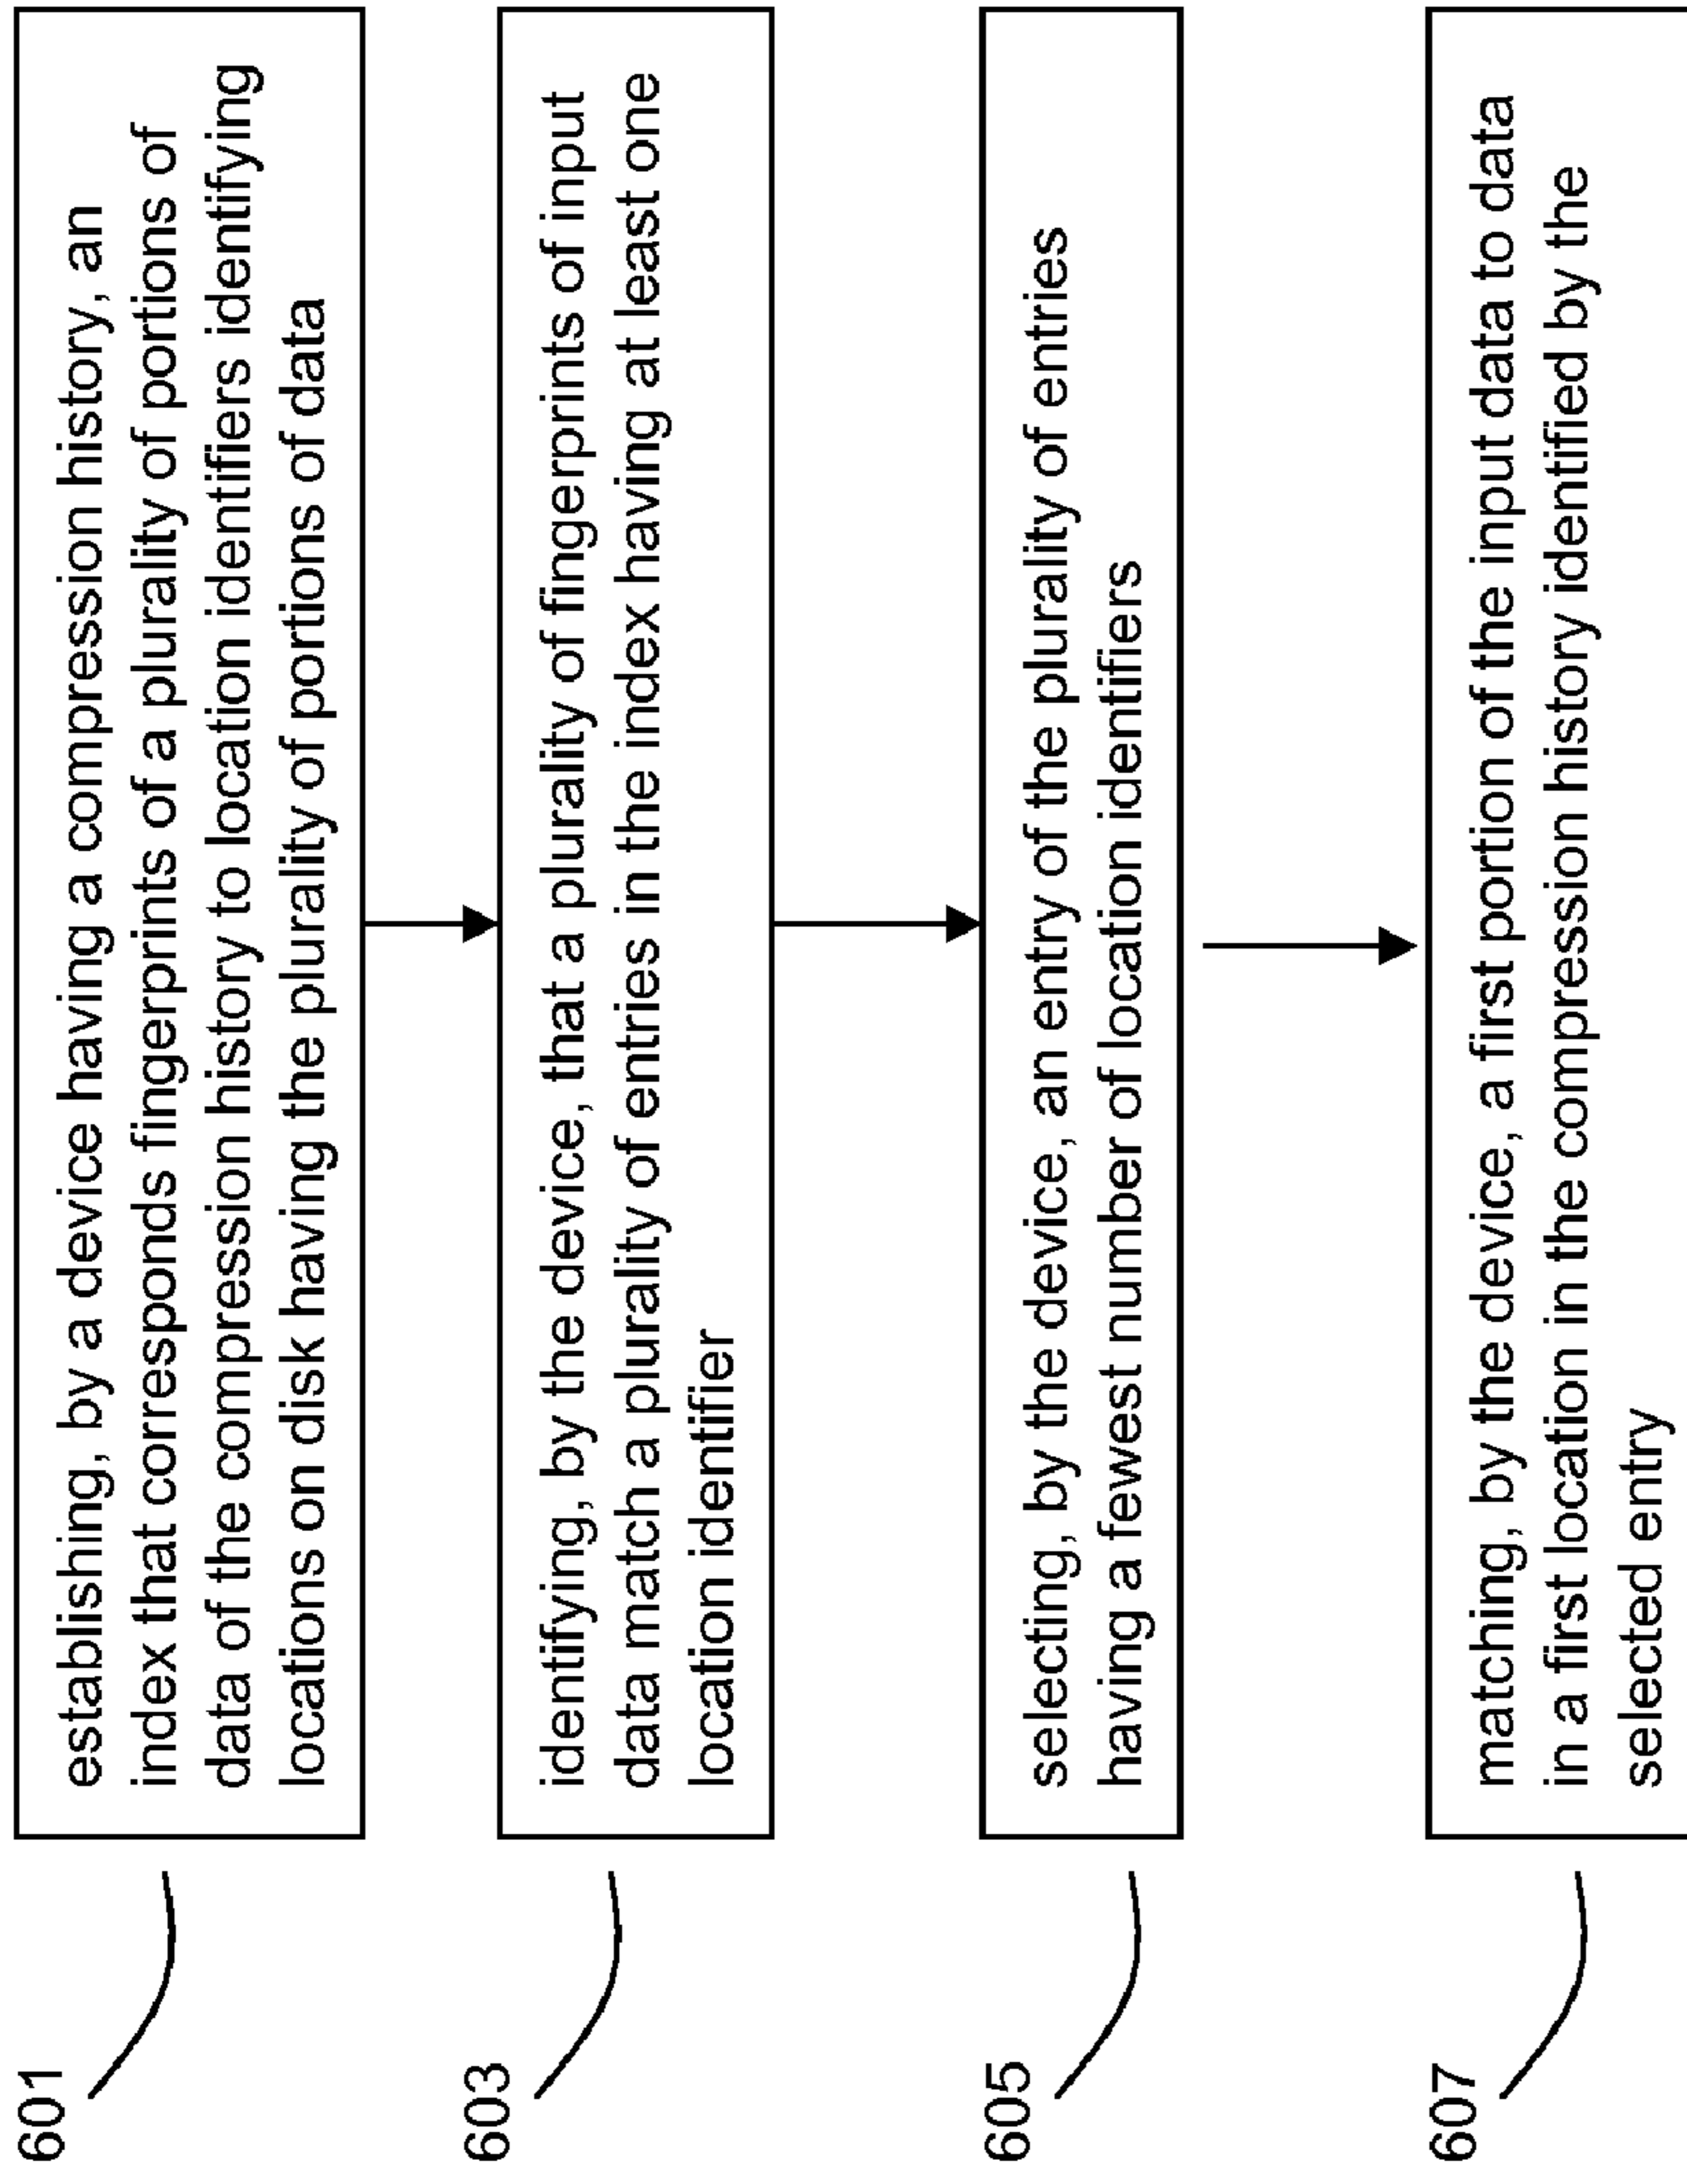 601
establishing, by a device having a compression history, an
index that corresponds fingerprints of a plurality of portions of
data of the compression history to location identifiers identifying
locations on disk having the plurality of portions of data
603
identifying, by the device, that a plurality of fingerprints of input
data match a plurality of entries in the index having at least one
location identifier
605
selecting, by the device, an entry of the plurality of entries
having a fewest number of location identifiers
607
matching, by the device, a first portion of the input data to data
in a first location in the compression history identified by the
selected entry